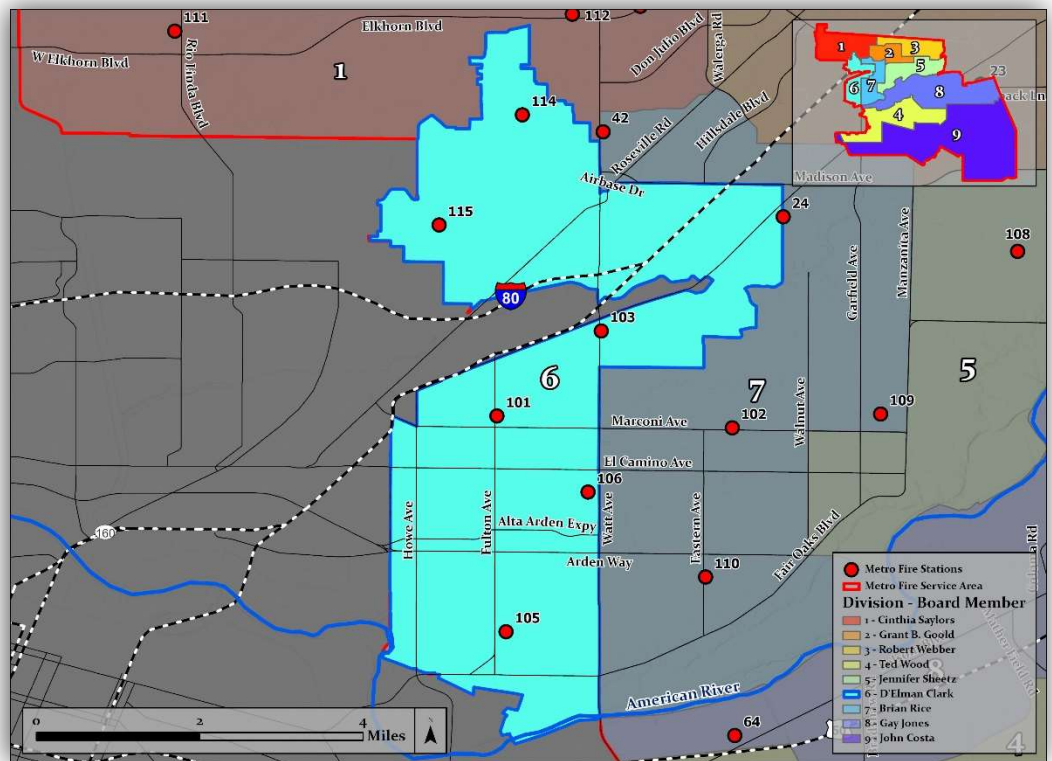 111
112
Elkhorn Blvd
W Elkhorn Blvd
1
Rio Linda Blvd
Don Julio Blvd
Walerga Rd
Hillsdale Blvd
Roseville Rd
114
42
Airbase Dr
115
24
Madison Ave
108
Garfield Ave
Manzanita Ave
80
103
6
7
5
Walnut Ave
101
Marconi Ave
102
109
El Camino Ave
106
160
Howe Ave
Fulton Ave
Alta Arden Expy
Watt Ave
Arden Way
Eastern Ave
Fair Oaks Blvd
110
105
American River
64
8
4
1
2
3
5
6
7
8
4
9
23
0 2 4
Miles
N
Metro Fire Stations
Metro Fire Service Area
Division - Board Member
1 - Cinthia Saylors
2 - Grant B. Goold
3 - Robert Webber
4 - Ted Wood
5 - Jennifer Sheetz
6 - D'Elman Clark
7 - Brian Rice
8 - Gay Jones
9 - John Costa